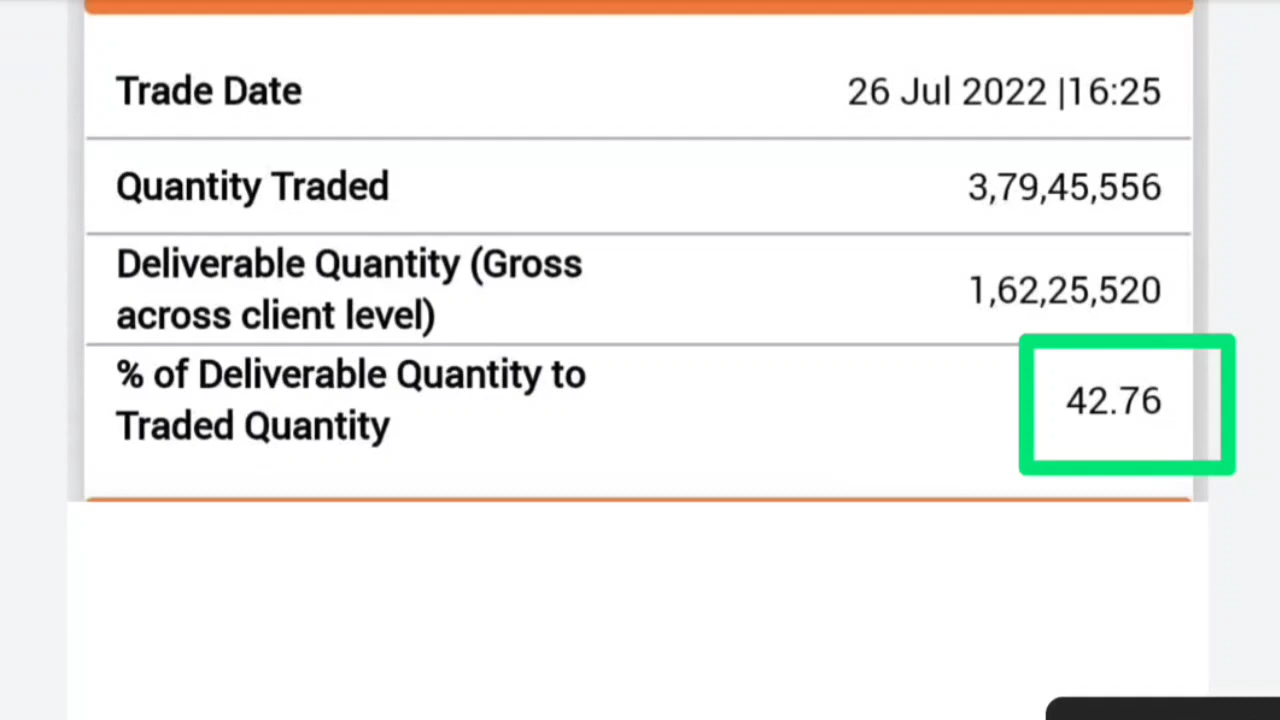 Trade Date 26 Jul 2022 |16:25
Quantity Traded 3,79,45,556
Deliverable Quantity (Gross
across client level) 1,62,25,520
% of Deliverable Quantity to
Traded Quantity 42.76